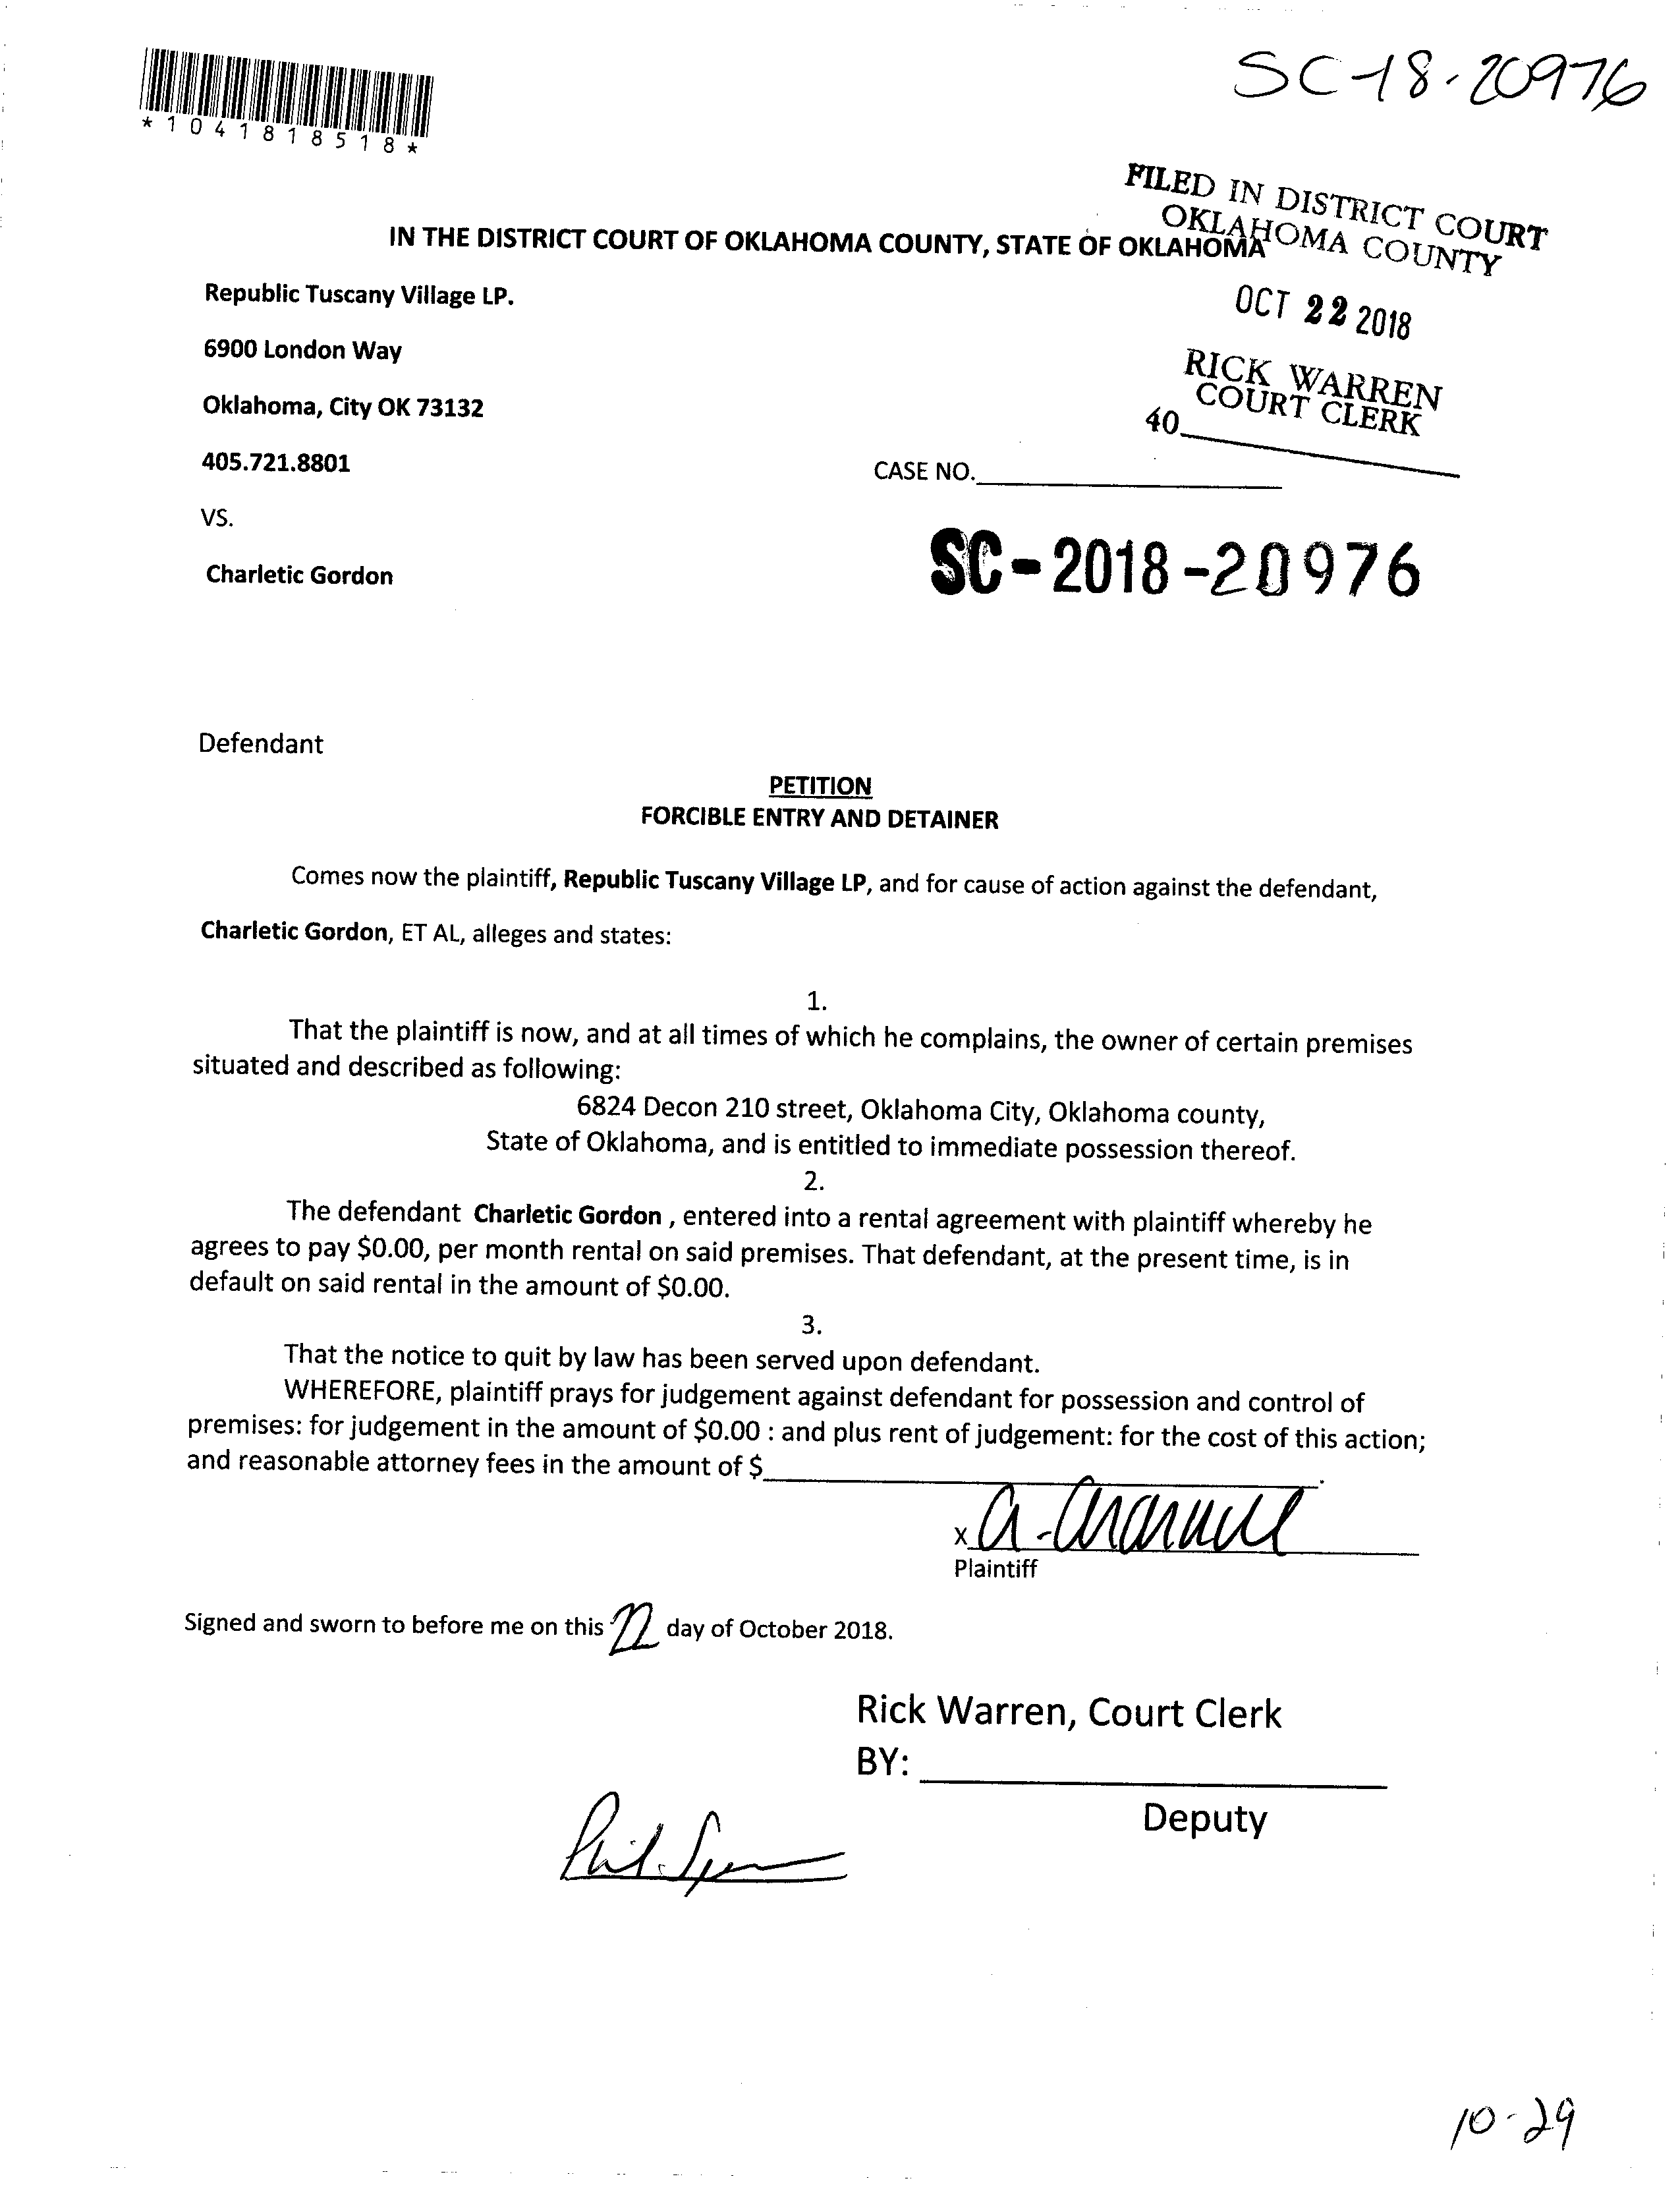 SC-18-20976
*1041818518*
FILED IN DISTRICT COURT
OKLAHOMA COUNTY
IN THE DISTRICT COURT OF OKLAHOMA COUNTY, STATE OF OKLAHOMA
Republic Tuscany Village LP.
OCT 22 2018
6900 London Way
RICK WARREN
COURT CLERK
Oklahoma, City OK 73132
40
405.721.8801
CASE NO.
VS.
SC-2018-20976
Charletic Gordon
Defendant
PETITION
FORCIBLE ENTRY AND DETAINER
Comes now the plaintiff, Republic Tuscany Village LP, and for cause of action against the defendant,
Charletic Gordon, ET AL, alleges and states:
1.
That the plaintiff is now, and at all times of which he complains, the owner of certain premises
situated and described as following:
6824 Decon 210 street, Oklahoma City, Oklahoma county,
State of Oklahoma, and is entitled to immediate possession thereof.
2.
The defendant Charletic Gordon , entered into a rental agreement with plaintiff whereby he
agrees to pay $0.00, per month rental on said premises. That defendant, at the present time, is in
default on said rental in the amount of $0.00.
3.
That the notice to quit by law has been served upon defendant.
WHEREFORE, plaintiff prays for judgement against defendant for possession and control of
premises: for judgement in the amount of $0.00 : and plus rent of judgement: for the cost of this action;
and reasonable attorney fees in the amount of $
X
Plaintiff
Signed and sworn to before me on this 22 day of October 2018.
Rick Warren, Court Clerk
BY:
Deputy
10-29